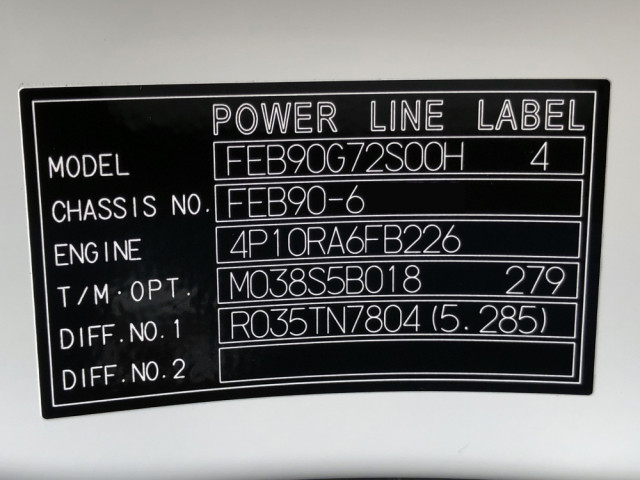 POWER LINE LABEL
MODEL FEB90G72S00H 4
CHASSIS NO. FEB90-6
ENGINE 4P10RA6FB226
T/M·OPT. M038S5B018 279
DIFF.NO.1 R035TN7804(5.285)
DIFF.NO.2